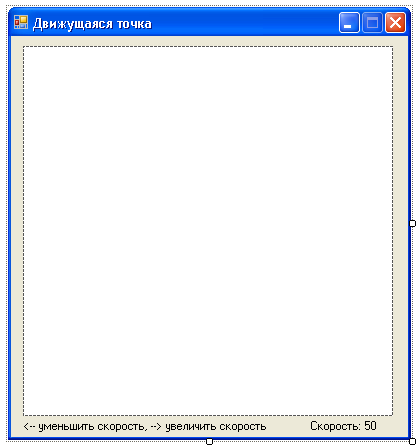 Движущаяся точка
<-- уменьшить скорость, --> увеличить скорость
Скорость: 50